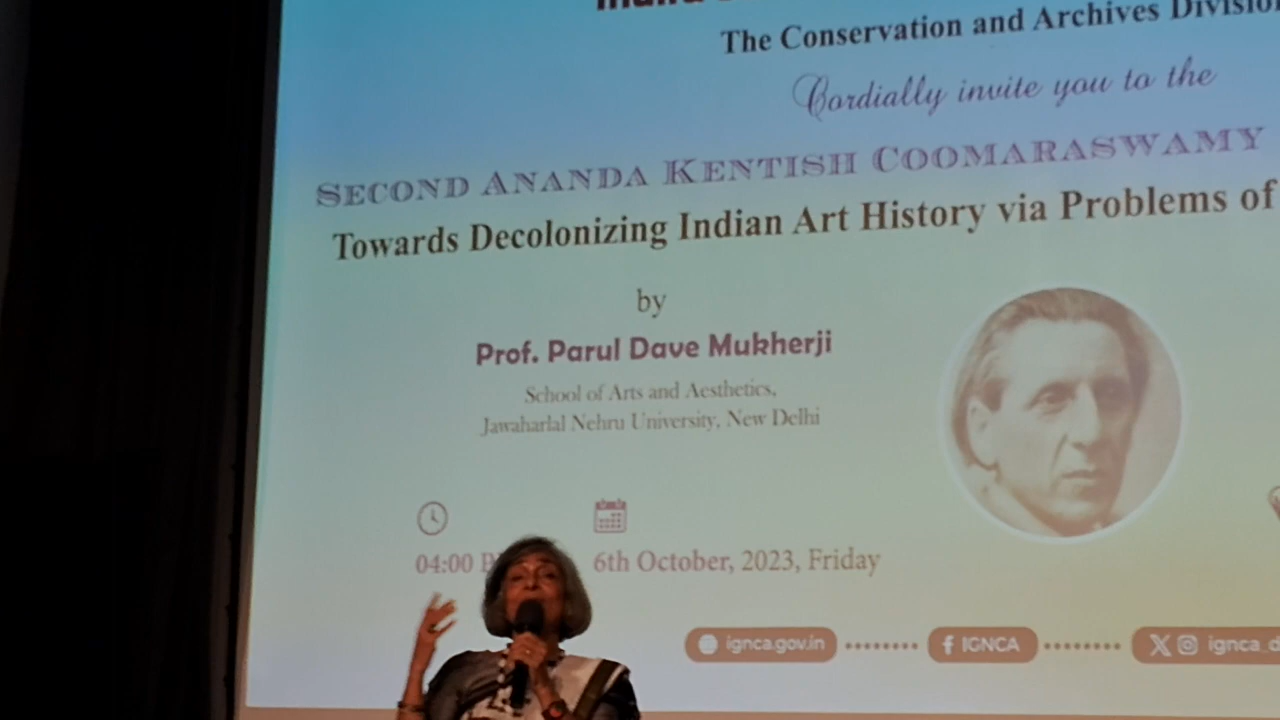 The Conservation and Archives Division
Cordially invite you to the
SECOND ANANDA KENTISH COOMARASWAMY
Towards Decolonizing Indian Art History via Problems of
by
Prof. Parul Dave Mukherji
School of Arts and Aesthetics,
Jawaharlal Nehru University, New Delhi
04:00 P
6th October, 2023, Friday
ignca.gov.in
IGNCA
ignca_d